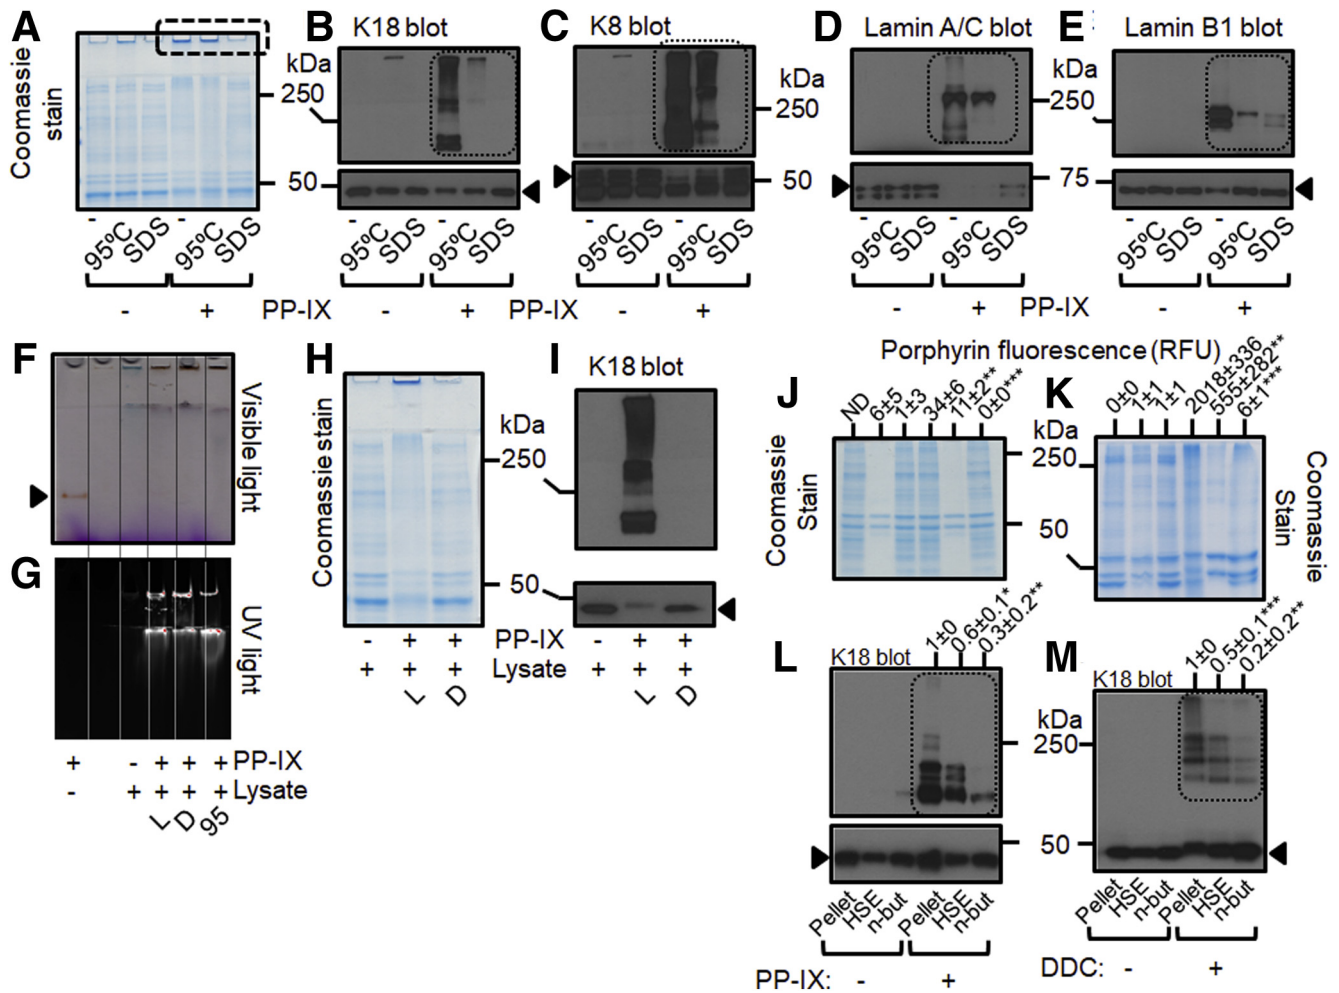 A
B
K18 blot
C
K8 blot
D
Lamin A/C blot
E
Lamin B1 blot
Coomassie stain
kDa
250
50
kDa
250
50
kDa
250
75
- 95ºC SDS - 95ºC SDS
- 95ºC SDS - 95ºC SDS
- 95ºC SDS - 95ºC SDS
- 95ºC SDS - 95ºC SDS
- 95ºC SDS - 95ºC SDS
- + PP-IX - + PP-IX - + - + PP-IX - +
F
Visible light
G
UV light
+ - + + + PP-IX
- + + + + Lysate
L D 95
H
Coomassie stain
kDa
250
50
I
K18 blot
- + + PP-IX - + +
+ + + Lysate + + +
L D L D
Porphyrin fluorescence (RFU)
J
ND 6±5 1±3 34±6 11±2** 0±0***
Coomassie Stain
K
0±0 1±1 1±1 2018±336 555±282** 6±1***
kDa
250
50
Coomassie Stain
L
K18 blot
1±0 0.6±0.1* 0.3±0.2**
Pellet HSE n-but Pellet HSE n-but
PP-IX: - +
M
K18 blot
1±0 0.5±0.1*** 0.2±0.2**
kDa
250
50
Pellet HSE n-but Pellet HSE n-but
DDC: - +